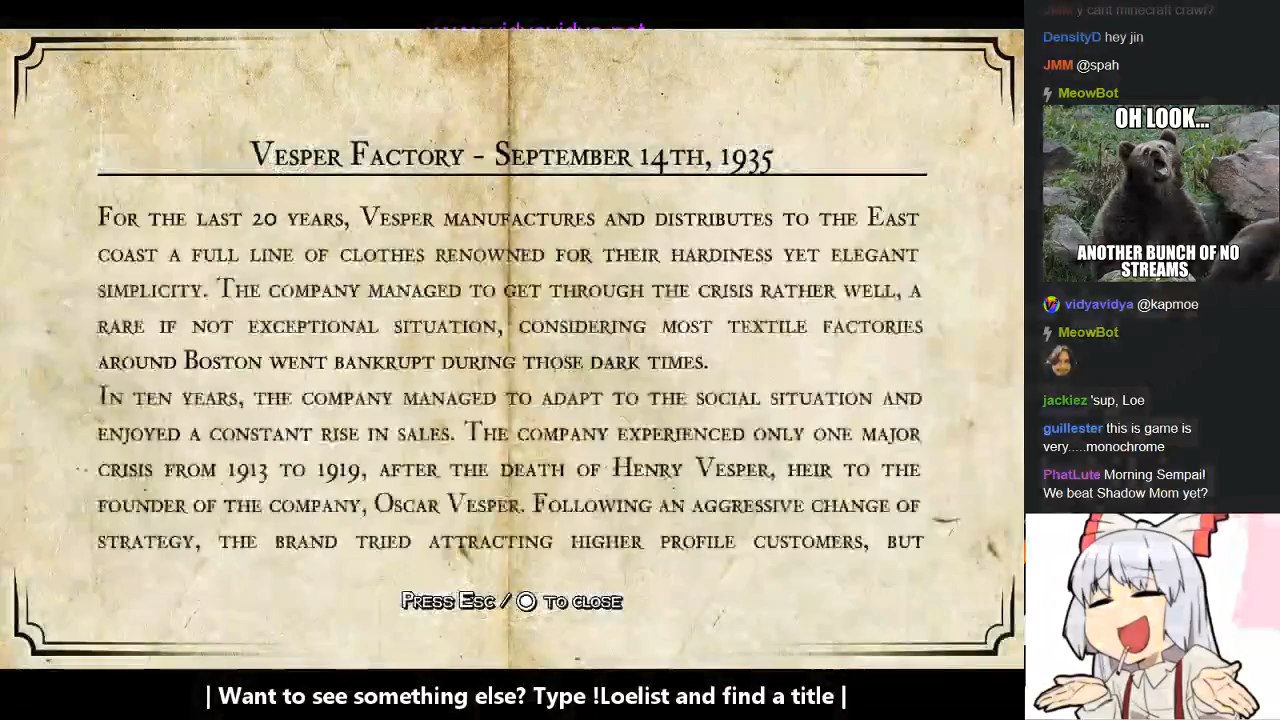 www.vidyavidya.net
VESPER FACTORY - SEPTEMBER 14TH, 1935
FOR THE LAST 20 YEARS, VESPER MANUFACTURES AND DISTRIBUTES TO THE EAST
COAST A FULL LINE OF CLOTHES RENOWNED FOR THEIR HARDINESS YET ELEGANT
SIMPLICITY. THE COMPANY MANAGED TO GET THROUGH THE CRISIS RATHER WELL, A
RARE IF NOT EXCEPTIONAL SITUATION, CONSIDERING MOST TEXTILE FACTORIES
AROUND BOSTON WENT BANKRUPT DURING THOSE DARK TIMES.
IN TEN YEARS, THE COMPANY MANAGED TO ADAPT TO THE SOCIAL SITUATION AND
ENJOYED A CONSTANT RISE IN SALES. THE COMPANY EXPERIENCED ONLY ONE MAJOR
CRISIS FROM 1913 TO 1919, AFTER THE DEATH OF HENRY VESPER, HEIR TO THE
FOUNDER OF THE COMPANY, OSCAR VESPER. FOLLOWING AN AGGRESSIVE CHANGE OF
STRATEGY, THE BRAND TRIED ATTRACTING HIGHER PROFILE CUSTOMERS, BUT
PRESS ESC / TO CLOSE
| Want to see something else? Type !Loelist and find a title |
JMM y cant minecraft crawl?
DensityD hey jin
JMM @spah
MeowBot
OH LOOK...
ANOTHER BUNCH OF NO
STREAMS
vidyavidya @kapmoe
MeowBot
jackiez 'sup, Loe
guillester this is game is
very.....monochrome
PhatLute Morning Sempai!
We beat Shadow Mom yet?